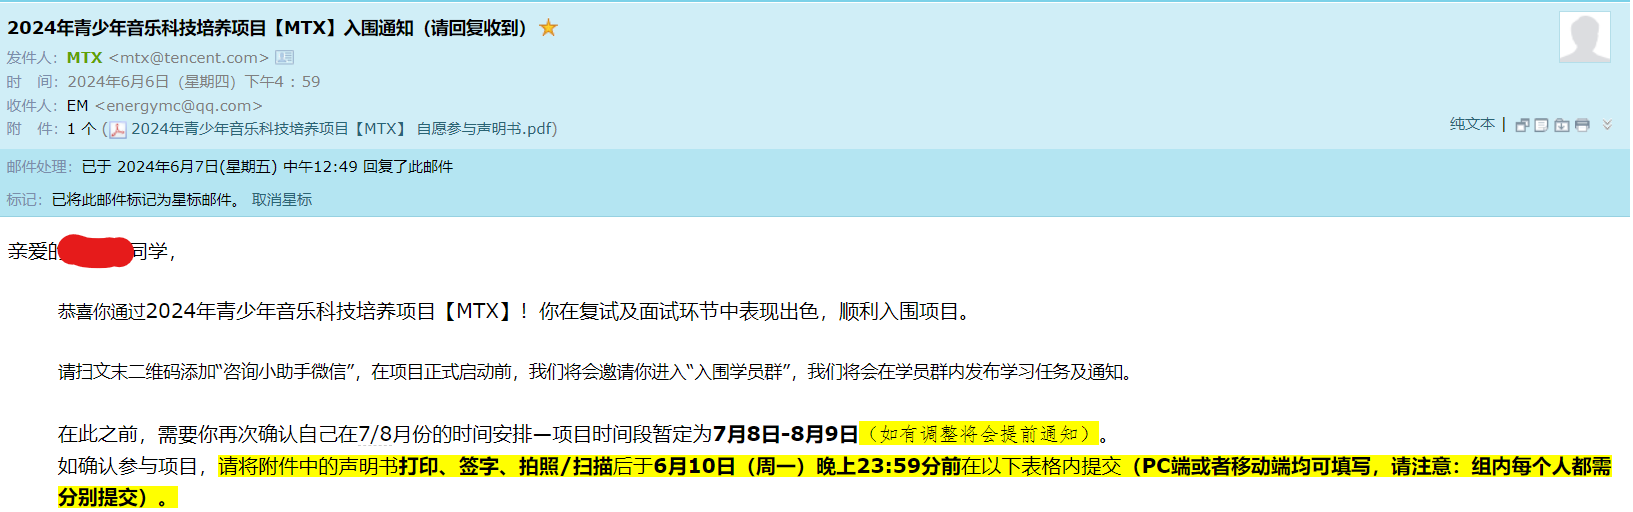 2024年青少年音乐科技培养项目【MTX】入围通知（请回复收到）
发件人：MTX <mtx@tencent.com>
时　间：2024年6月6日（星期四）下午4：59
收件人：EM <energymc@qq.com>
附　件：1 个 (2024年青少年音乐科技培养项目【MTX】 自愿参与声明书.pdf)
纯文本 |
邮件处理：已于 2024年6月7日(星期五) 中午12:49 回复了此邮件
标记：已将此邮件标记为星标邮件。 取消星标
亲爱的 同学，
恭喜你通过2024年青少年音乐科技培养项目【MTX】！你在复试及面试环节中表现出色，顺利入围项目。
请扫文末二维码添加“咨询小助手微信”，在项目正式启动前，我们将会邀请你进入“入围学员群”，我们将会在学员群内发布学习任务及通知。
在此之前，需要你再次确认自己在7/8月份的时间安排—项目时间段暂定为7月8日-8月9日（如有调整将会提前通知）。
如确认参与项目，请将附件中的声明书打印、签字、拍照/扫描后于6月10日（周一）晚上23:59分前在以下表格内提交（PC端或者移动端均可填写，请注意：组内每个人都需
分别提交）。